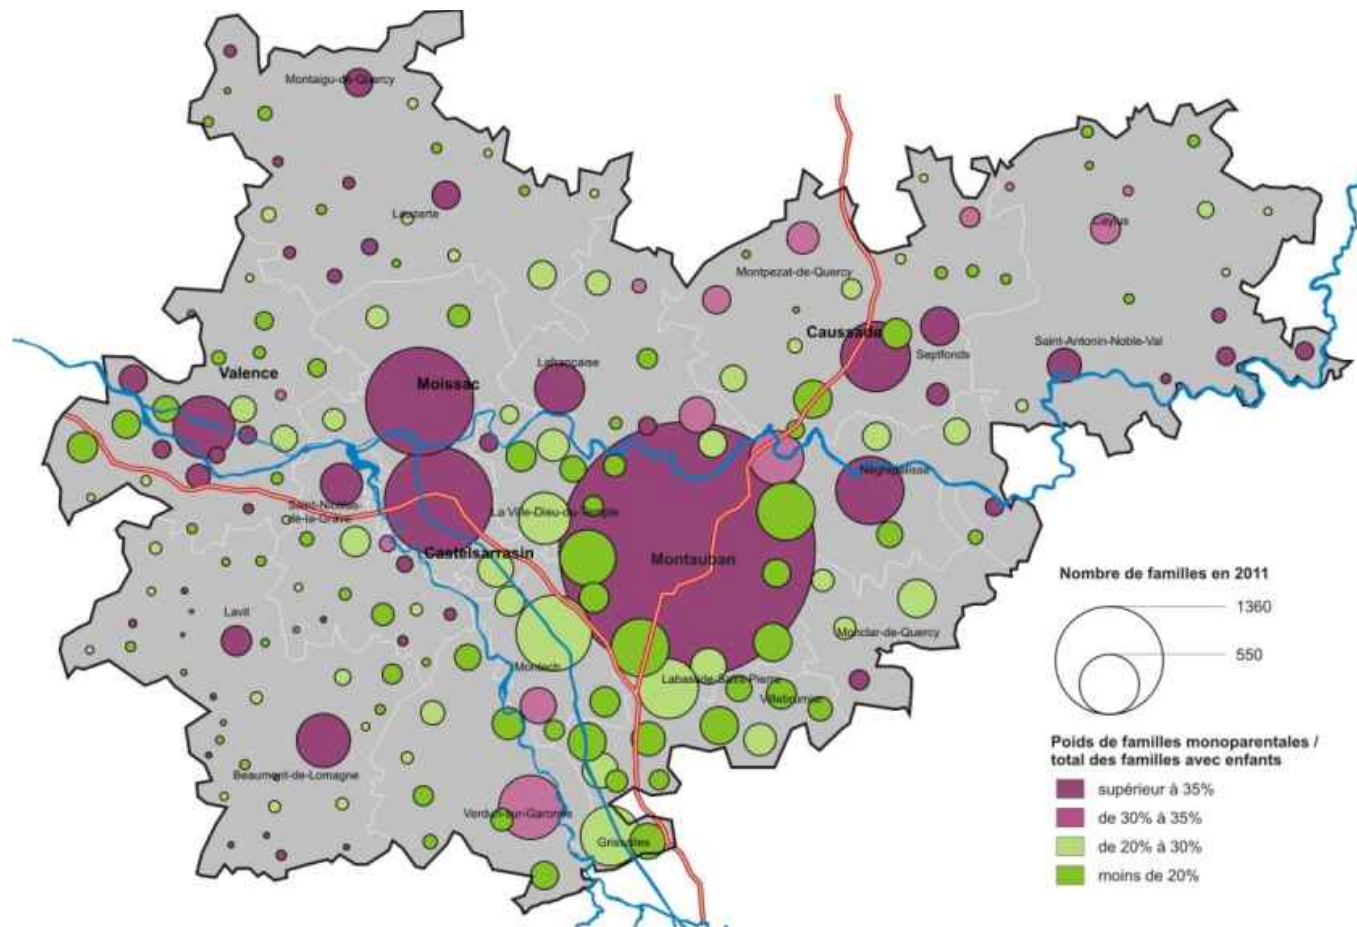 Montaigu-de-Quercy
Lauzerte
Caylus
Montpezat-de-Quercy
Caussade
Septfonds
Saint-Antonin-Noble-Val
Valence
Moissac
Lafrançaise
Nègrepelisse
Saint-Nicolas-
de-la-Grave
La Ville-Dieu-du-Temple
Castelsarrasin
Montauban
Lavit
Monclar-de-Quercy
Montech
Labastide-Saint-Pierre
Villebrumier
Beaumont-de-Lomagne
Verdun-sur-Garonne
Grisolles
Nombre de familles en 2011
1360
550
Poids de familles monoparentales /
total des familles avec enfants
supérieur à 35%
de 30% à 35%
de 20% à 30%
moins de 20%